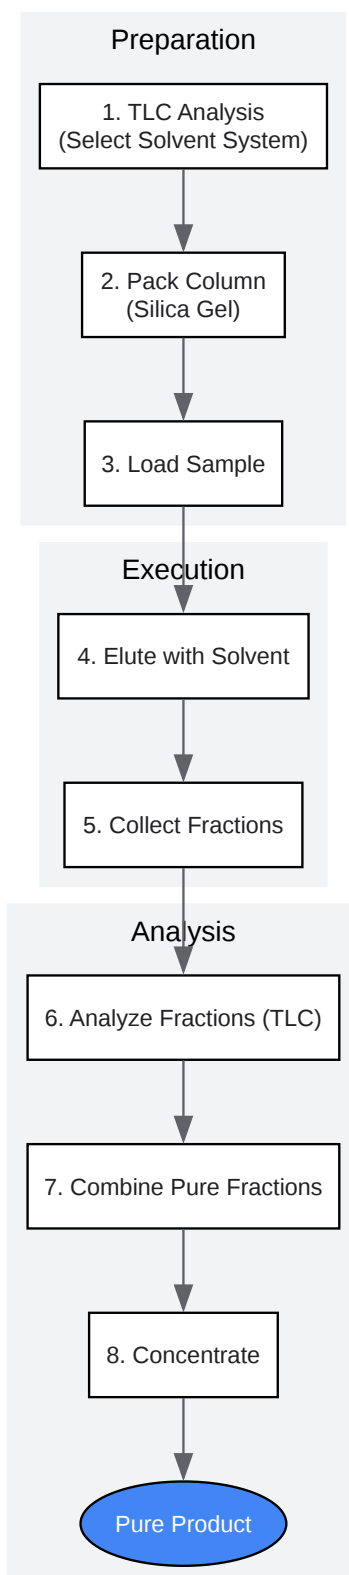 Preparation
1. TLC Analysis
(Select Solvent System)
2. Pack Column
(Silica Gel)
3. Load Sample
Execution
4. Elute with Solvent
5. Collect Fractions
Analysis
6. Analyze Fractions (TLC)
7. Combine Pure Fractions
8. Concentrate
Pure Product